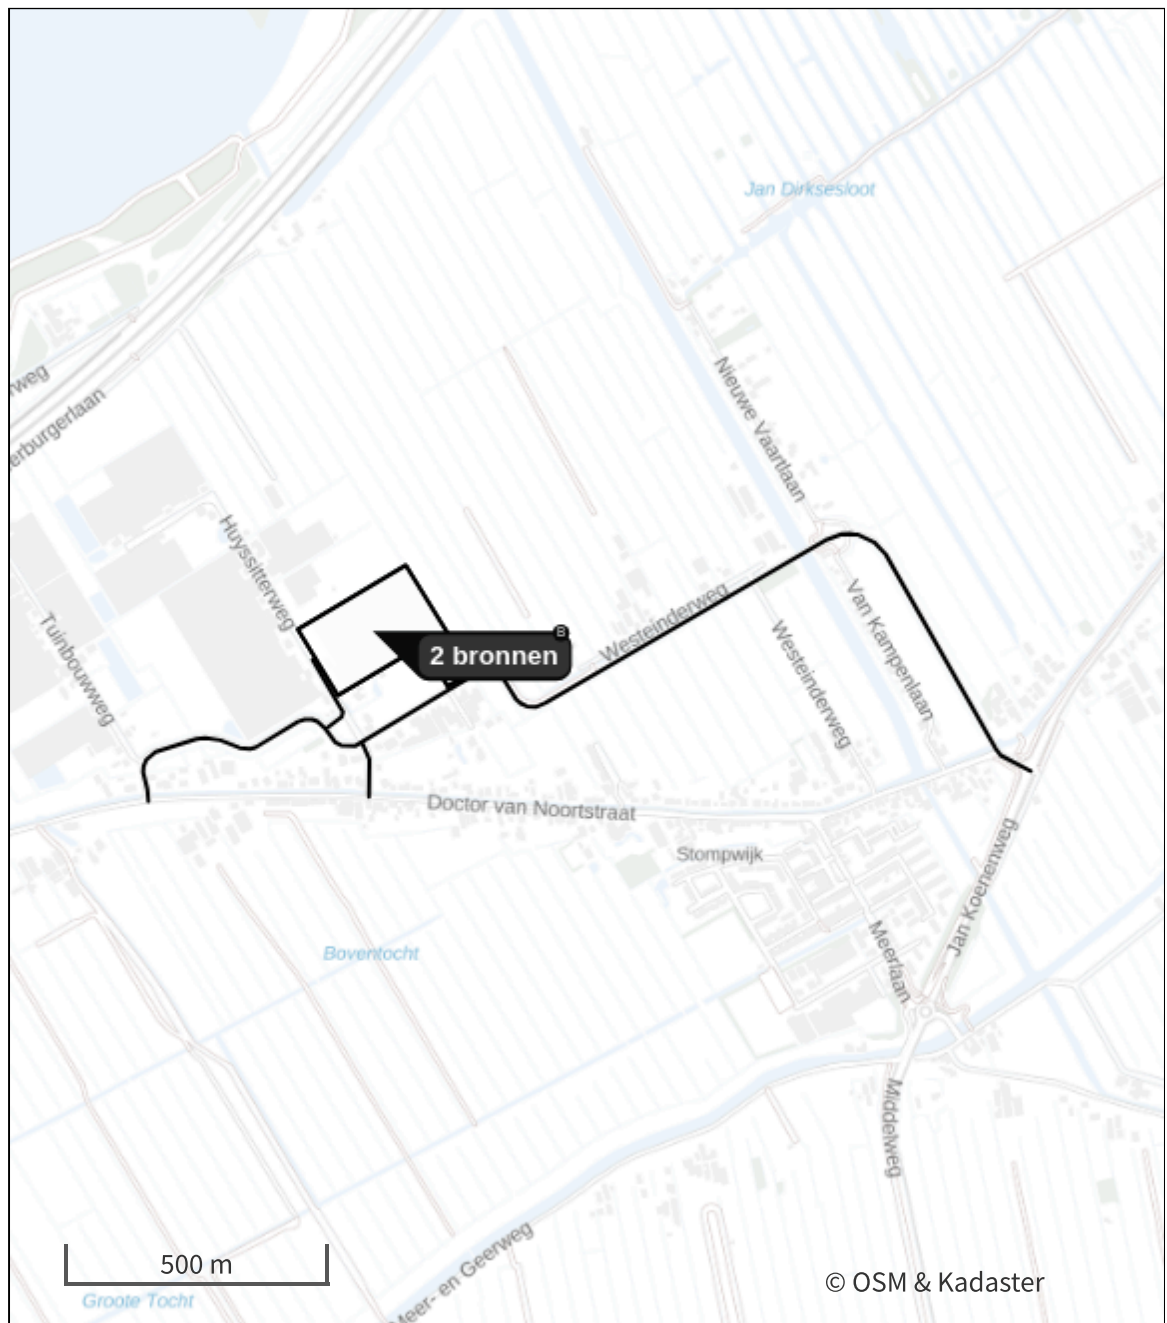 Jan Dirksesloot
rweg
erburgerlaan
Nieuwe Vaartlaan
Huyssitterweg
Tuinbouwweg
B
2 bronnen
Westeinderweg
Westeinderweg
Van Kampenlaan
Doctor van Noortstraat
Stompwijk
Jan Koenenweg
Meerlaan
Boventocht
Middelweg
Meer- en Geerweg
500 m
© OSM & Kadaster
Groote Tocht